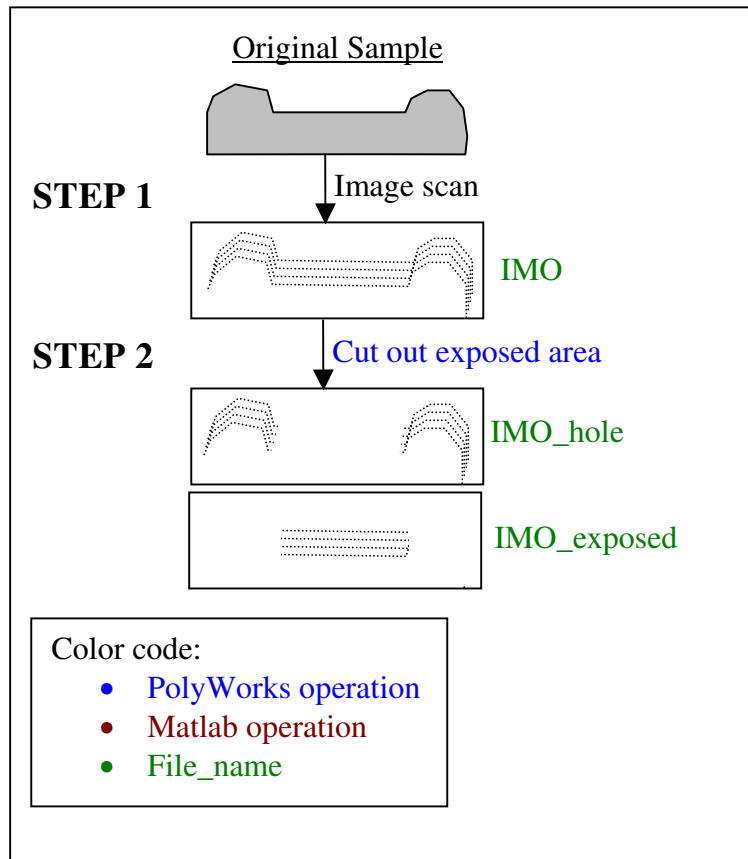 Original Sample
STEP 1
Image scan
IMO
STEP 2
Cut out exposed area
IMO_hole
IMO_exposed
Color code:
• PolyWorks operation
• Matlab operation
• File_name